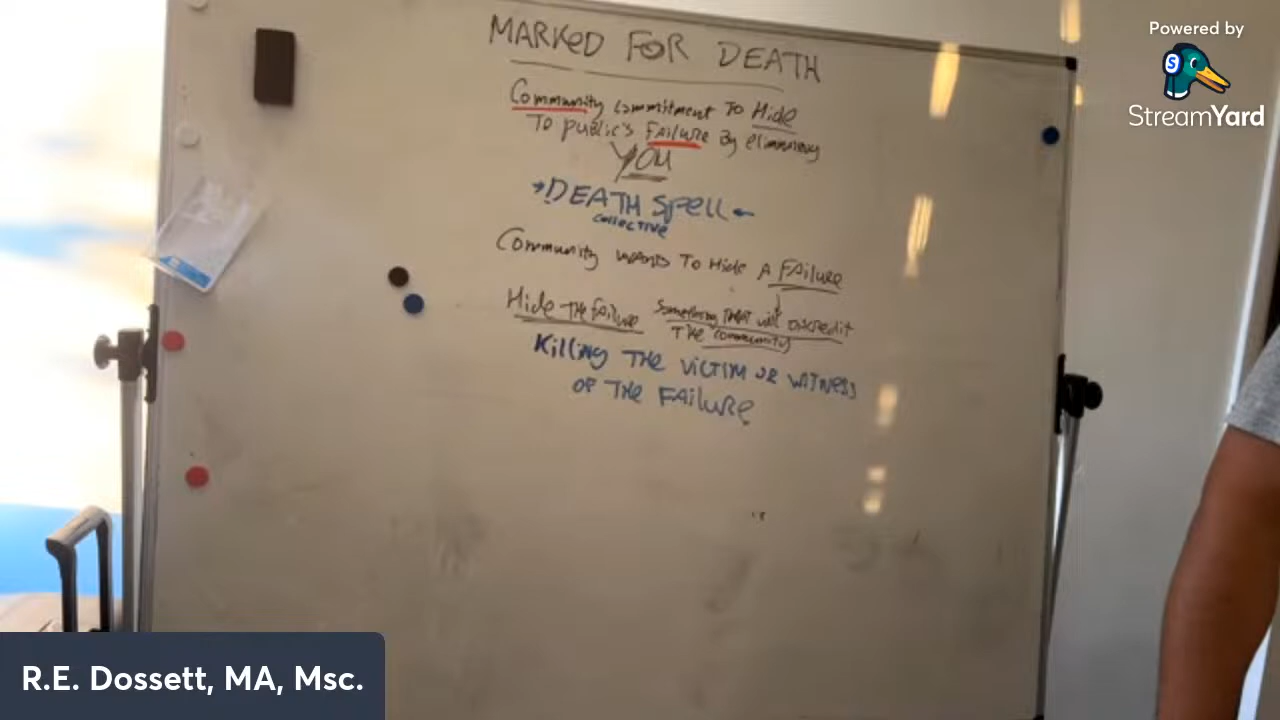 Powered by
StreamYard
MARKED FOR DEATH
Community commitment To Hide
To public's FAiluRe By eliminating
YOU
DEATH Spell
collective
Community wants To Hide A FAiluRe
Hide THe FAiluRe
Something THAT will DiscRedit
THe Community
Killing THe VicTiM oR WiTNess
OF THe FAiluRe
R.E. Dossett, MA, Msc.